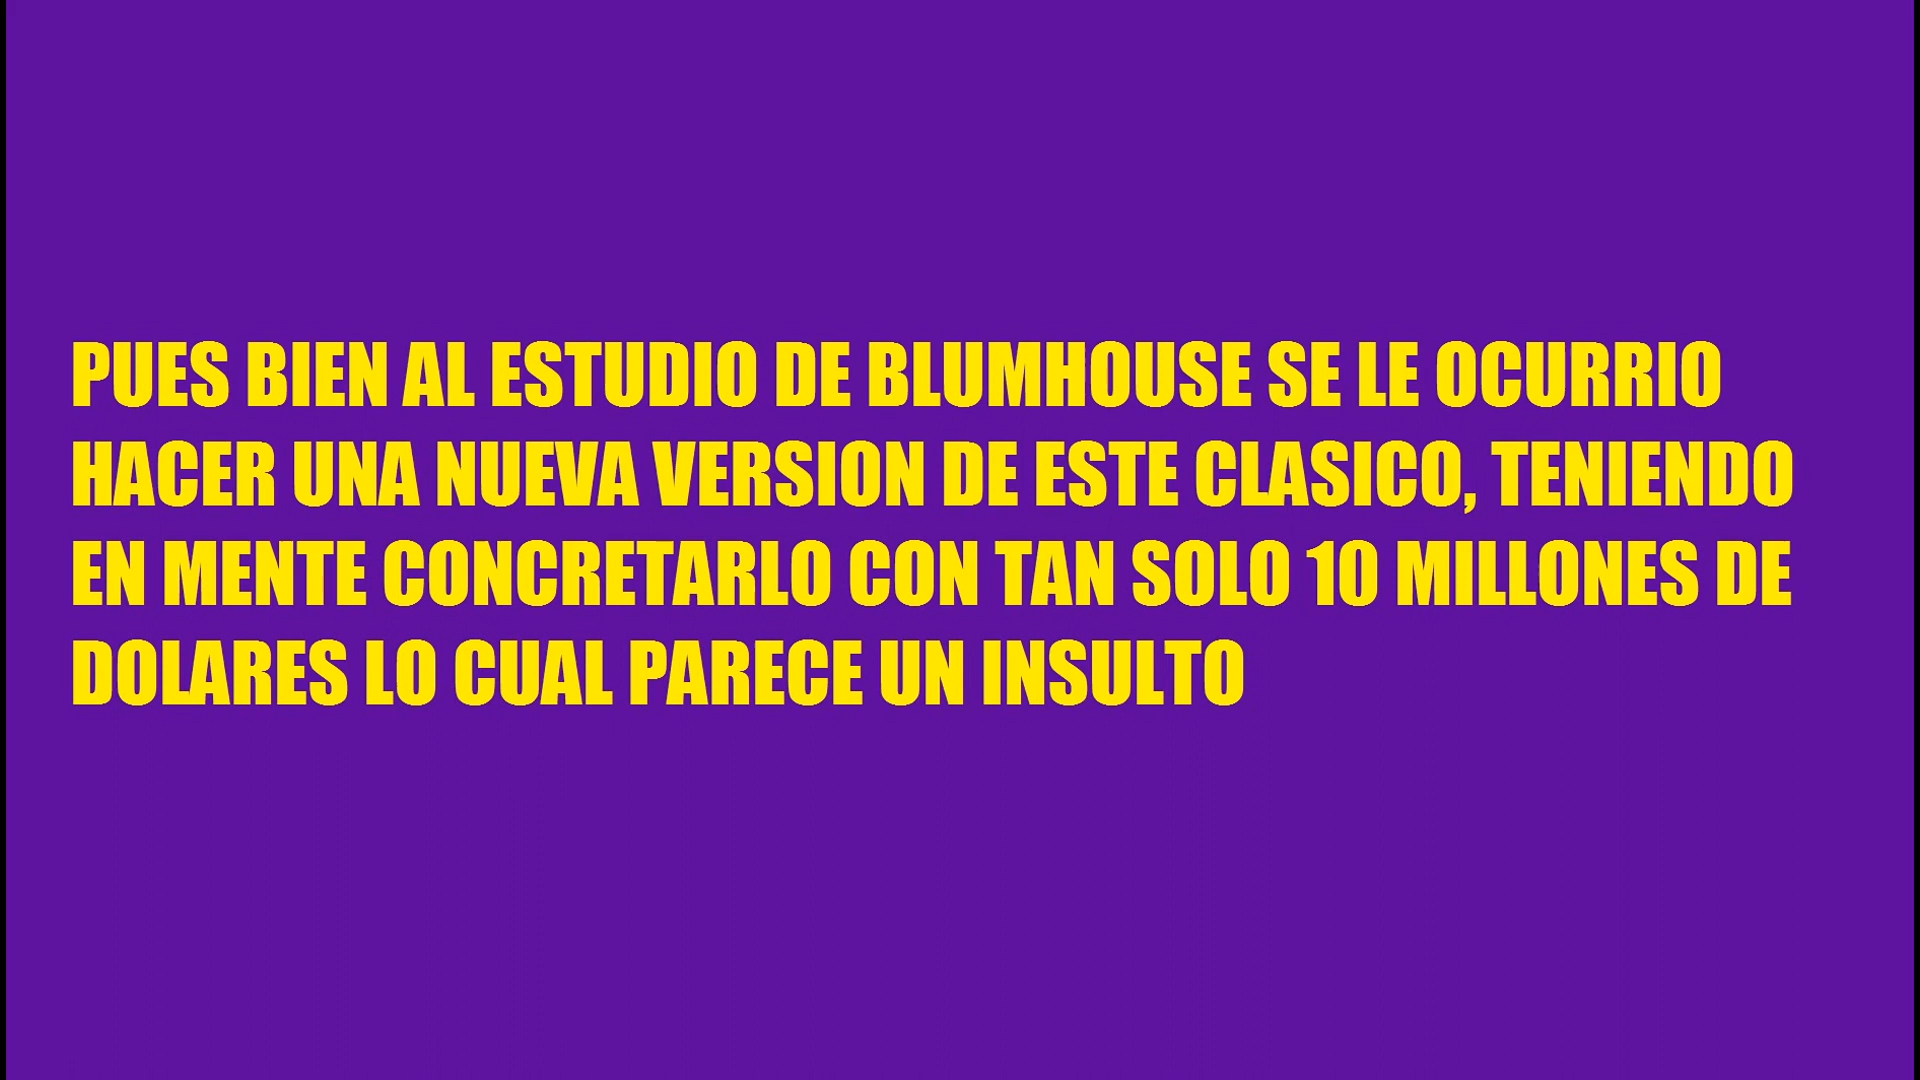 PUES BIEN AL ESTUDIO DE BLUMHOUSE SE LE OCURRIO
HACER UNA NUEVA VERSION DE ESTE CLASICO, TENIENDO
EN MENTE CONCRETARLO CON TAN SOLO 10 MILLONES DE
DOLARES LO CUAL PARECE UN INSULTO